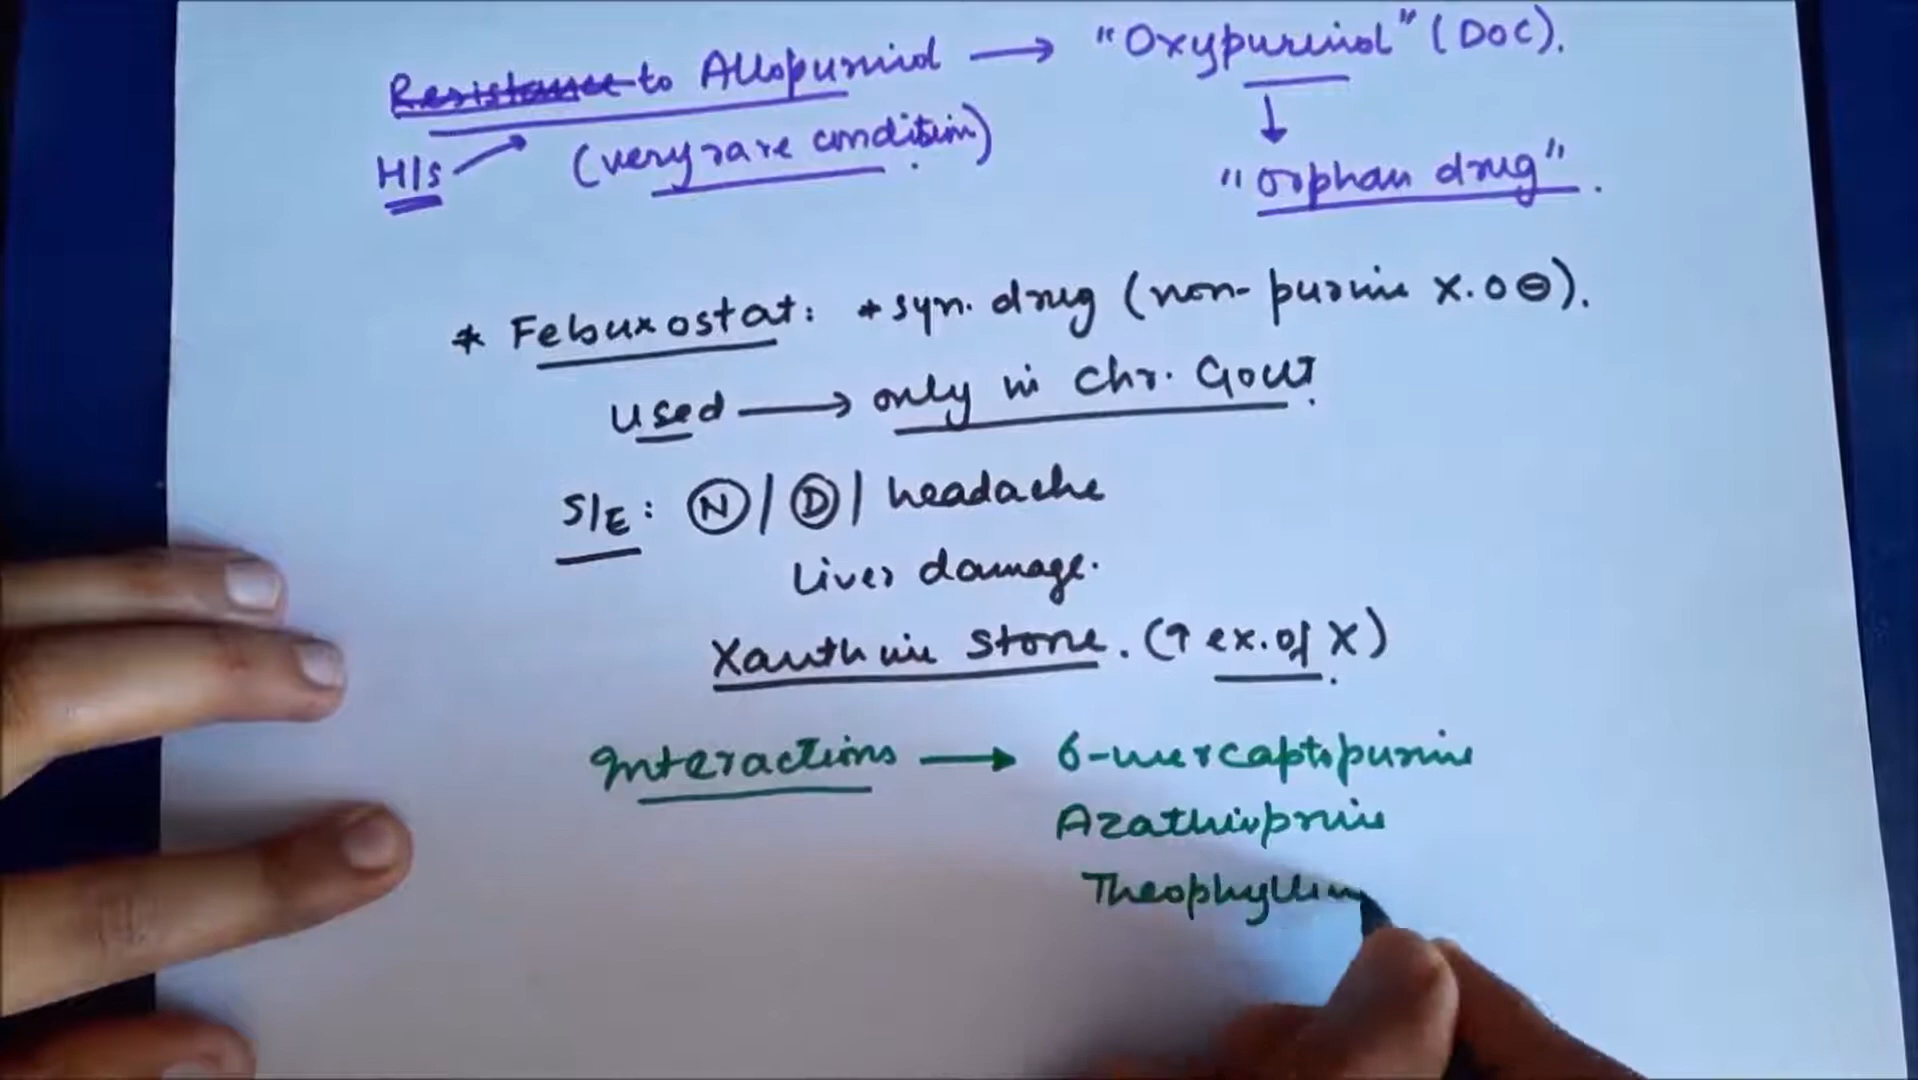 Resistance to Allopurinol → "Oxypurinol" (DOC).
H/S → (very rare condition)
↓
"orphan drug".
* Febuxostat: * syn. drug (non-purine X.O ⊖).
Used → only in Chr. Gout.
S/E: Ⓝ / Ⓓ / headache
Liver damage.
Xanthine stone. (↑ ex. of X)
Interactions → 6-mercaptopurine
Azathioprine
Theophyllin